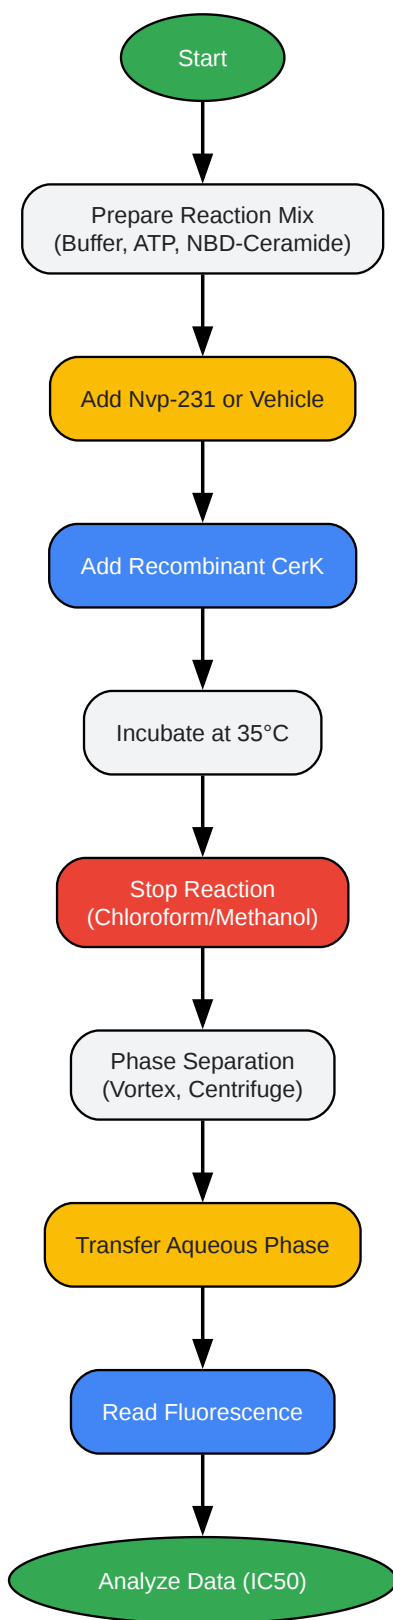 Start
Prepare Reaction Mix
(Buffer, ATP, NBD-Ceramide)
Add Nvp-231 or Vehicle
Add Recombinant CerK
Incubate at 35°C
Stop Reaction
(Chloroform/Methanol)
Phase Separation
(Vortex, Centrifuge)
Transfer Aqueous Phase
Read Fluorescence
Analyze Data (IC50)